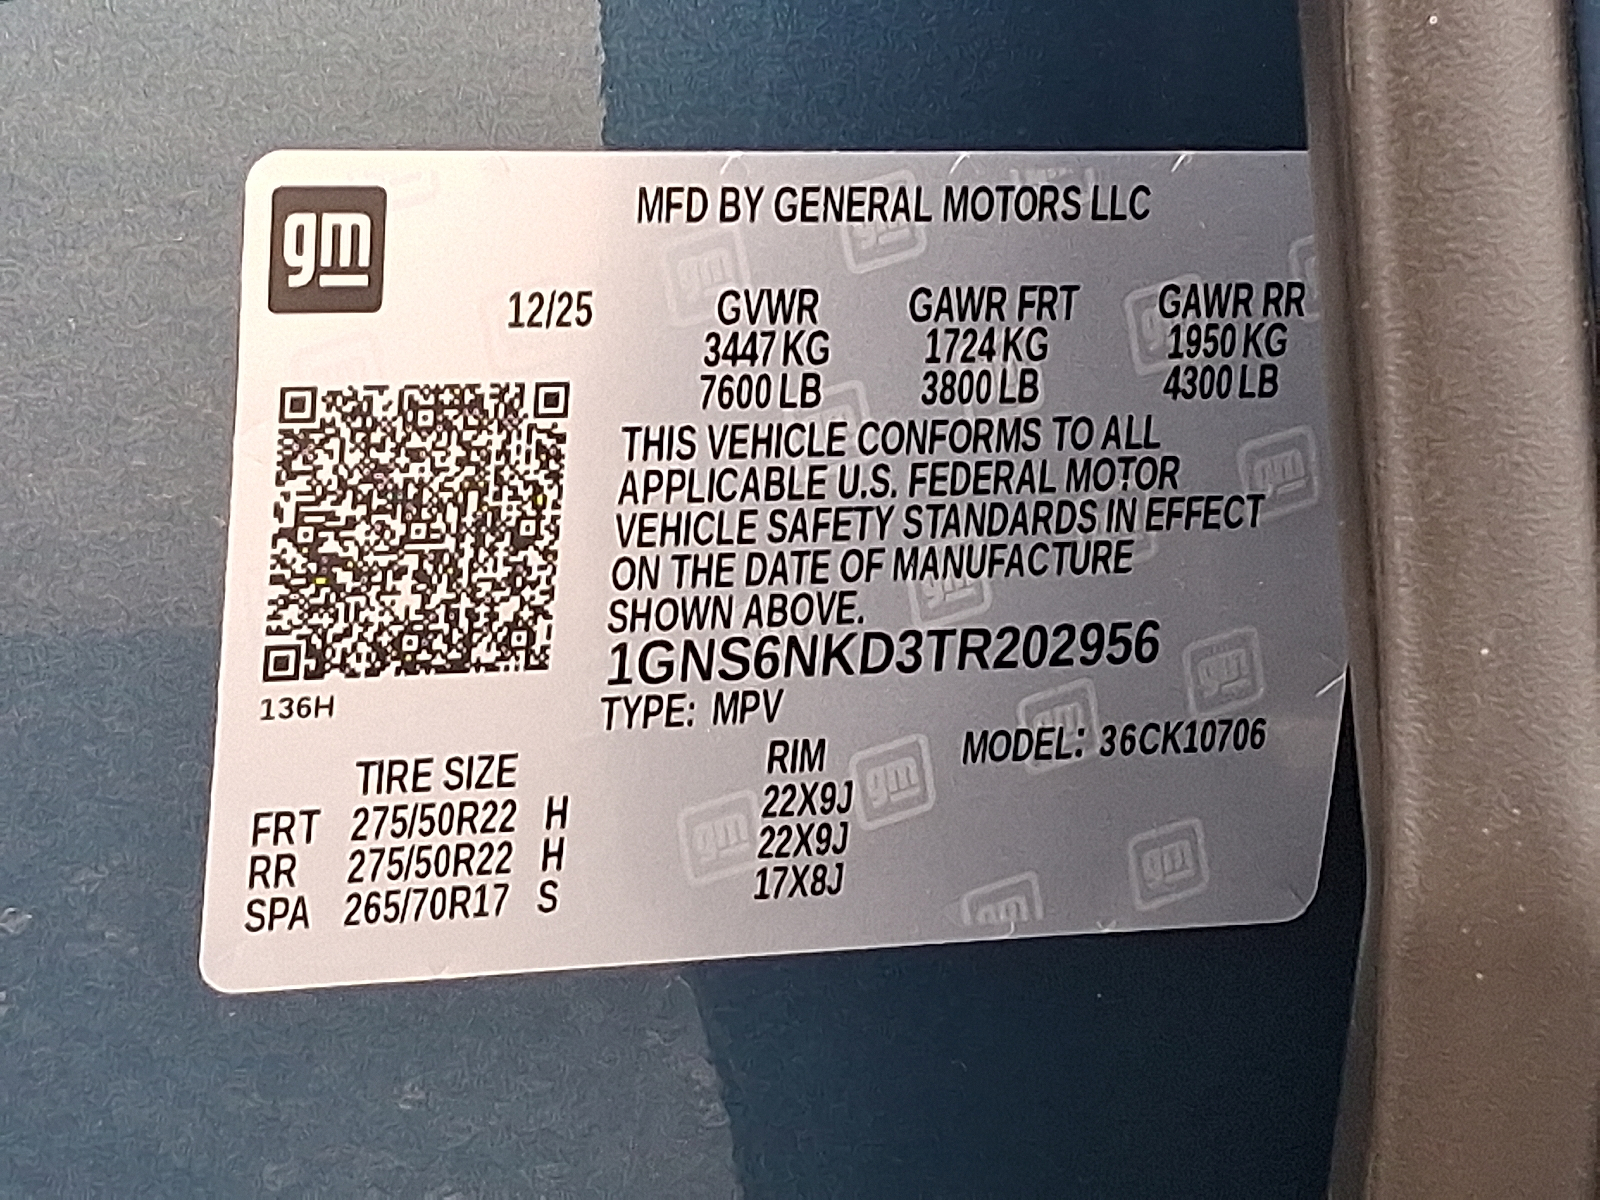 gm
MFD BY GENERAL MOTORS LLC
12/25 GVWR GAWR FRT GAWR RR
3447 KG 1724 KG 1950 KG
7600 LB 3800 LB 4300 LB
THIS VEHICLE CONFORMS TO ALL
APPLICABLE U.S. FEDERAL MOTOR
VEHICLE SAFETY STANDARDS IN EFFECT
ON THE DATE OF MANUFACTURE
SHOWN ABOVE.
1GNS6NKD3TR202956
136H
TYPE: MPV
MODEL: 36CK10706
TIRE SIZE RIM
FRT 275/50R22 H 22X9J
RR 275/50R22 H 22X9J
SPA 265/70R17 S 17X8J